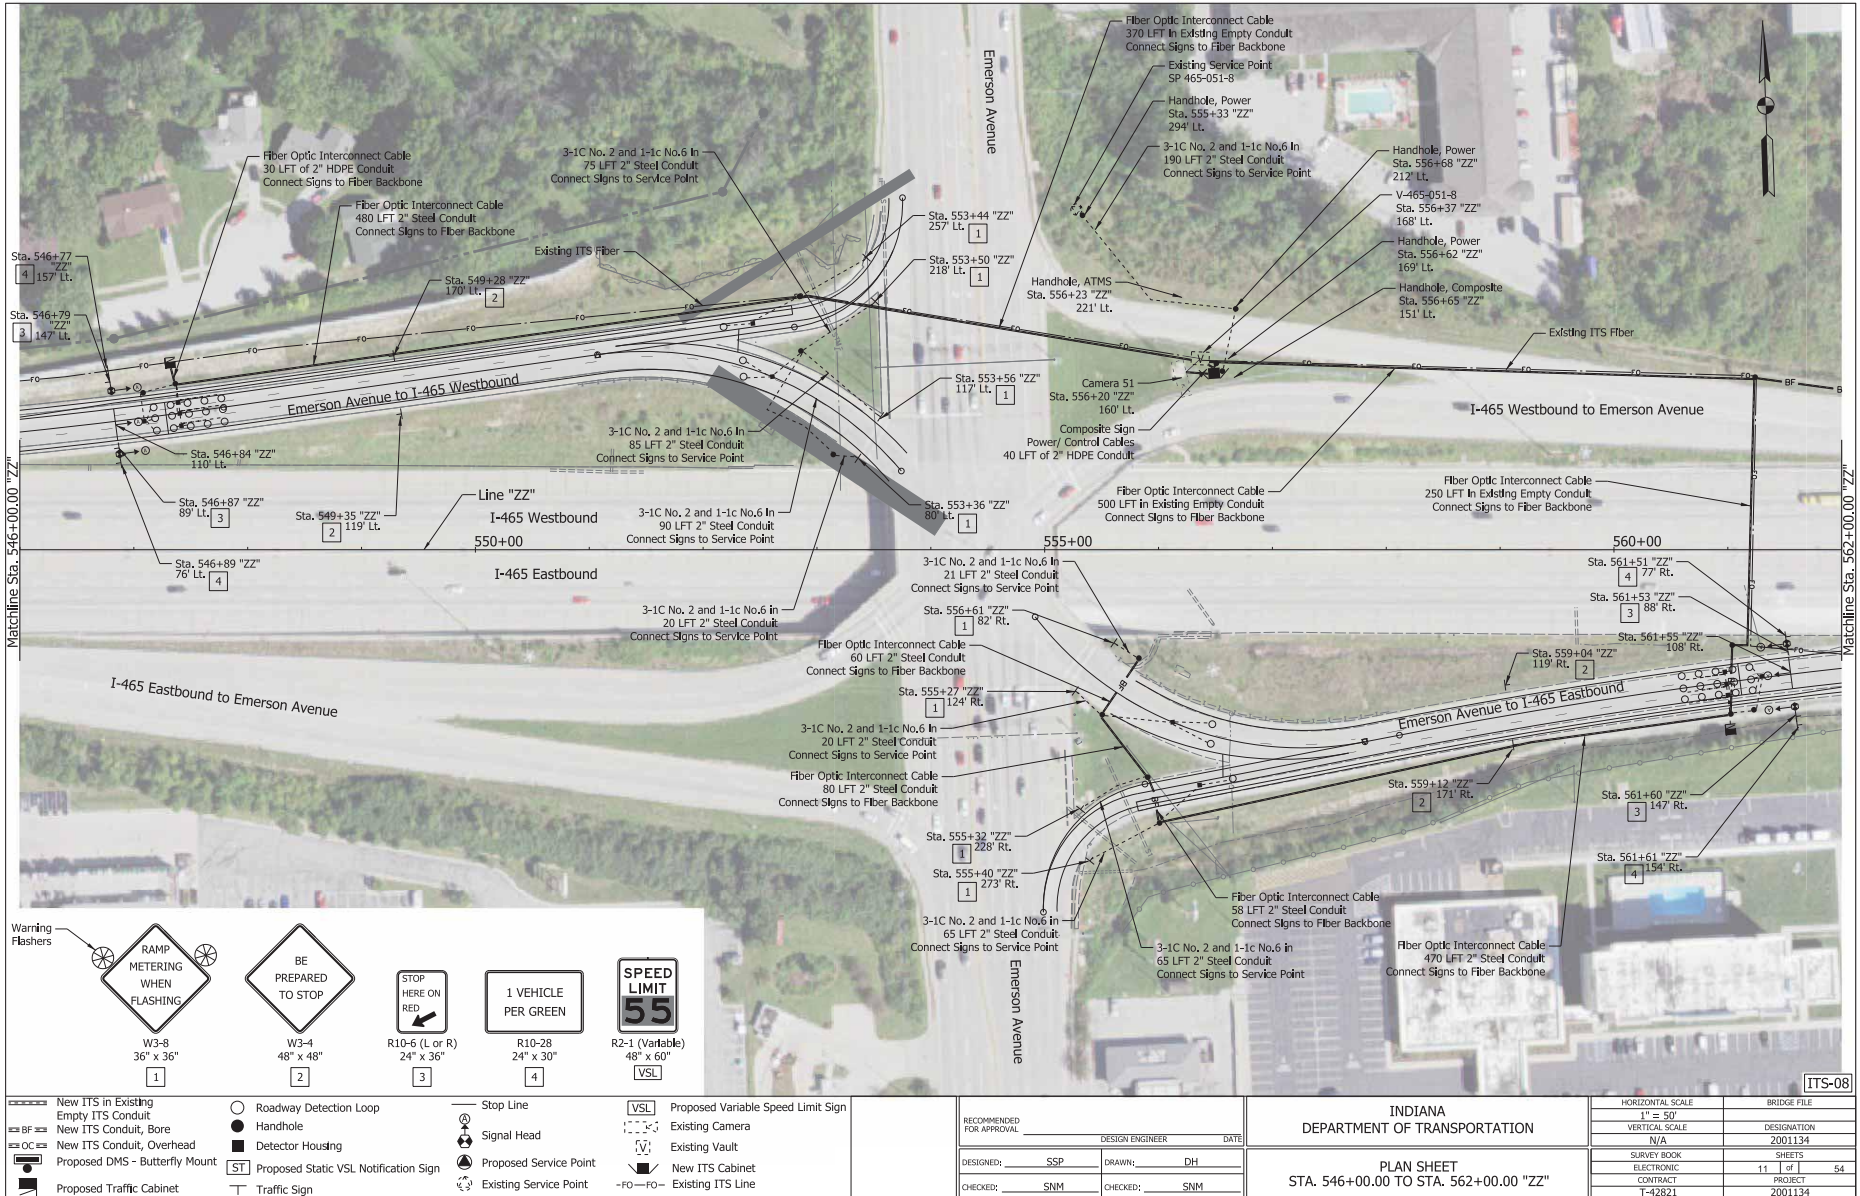 Fiber Optic Interconnect Cable
370 LFT in Existing Empty Conduit
Connect Signs to Fiber Backbone
Existing Service Point
SP 465-051-8
Handhole, Power
Sta. 555+33 "ZZ"
294' Lt.
3-1C No. 2 and 1-1c No.6 in
190 LFT 2" Steel Conduit
Connect Signs to Service Point
Handhole, Power
Sta. 556+68 "ZZ"
212' Lt.
V-465-051-8
Sta. 556+37 "ZZ"
168' Lt.
Handhole, Power
Sta. 556+62 "ZZ"
169' Lt.
Handhole, Composite
Sta. 556+65 "ZZ"
151' Lt.
Existing ITS Fiber
Emerson Avenue
3-1C No. 2 and 1-1c No.6 in
75 LFT 2" Steel Conduit
Connect Signs to Service Point
Fiber Optic Interconnect Cable
30 LFT of 2" HDPE Conduit
Connect Signs to Fiber Backbone
Fiber Optic Interconnect Cable
480 LFT 2" Steel Conduit
Connect Signs to Fiber Backbone
Existing ITS Fiber
Sta. 546+77
"ZZ"
4 157' Lt.
Sta. 546+79
"ZZ"
3 147' Lt.
Sta. 549+28 "ZZ"
170' Lt. 2
Sta. 553+44 "ZZ"
257' Lt. 1
Sta. 553+50 "ZZ"
218' Lt. 1
Handhole, ATMS
Sta. 556+23 "ZZ"
221' Lt.
Sta. 553+56 "ZZ"
117' Lt. 1
Camera 51
Sta. 556+20 "ZZ"
160' Lt.
Composite Sign
Power/ Control Cables
40 LFT of 2" HDPE Conduit
Emerson Avenue to I-465 Westbound
I-465 Westbound to Emerson Avenue
3-1C No. 2 and 1-1c No.6 in
85 LFT 2" Steel Conduit
Connect Signs to Service Point
Sta. 546+84 "ZZ"
110' Lt.
Sta. 546+87 "ZZ"
89' Lt. 3
Sta. 549+35 "ZZ"
2 119' Lt.
Line "ZZ"
I-465 Westbound
3-1C No. 2 and 1-1c No.6 in
90 LFT 2" Steel Conduit
Connect Signs to Service Point
Sta. 553+36 "ZZ"
80' Lt. 1
Fiber Optic Interconnect Cable
500 LFT in Existing Empty Conduit
Connect Signs to Fiber Backbone
Fiber Optic Interconnect Cable
250 LFT in Existing Empty Conduit
Connect Signs to Fiber Backbone
Matchline Sta. 546+00.00 "ZZ"
Matchline Sta. 562+00.00 "ZZ"
550+00
555+00
560+00
I-465 Eastbound
Sta. 546+89 "ZZ"
76' Lt. 4
3-1C No. 2 and 1-1c No.6 in
21 LFT 2" Steel Conduit
Connect Signs to Service Point
3-1C No. 2 and 1-1c No.6 in
20 LFT 2" Steel Conduit
Connect Signs to Service Point
Sta. 556+61 "ZZ"
1 82' Rt.
Fiber Optic Interconnect Cable
60 LFT 2" Steel Conduit
Connect Signs to Fiber Backbone
Sta. 561+51 "ZZ"
4 77' Rt.
Sta. 561+53 "ZZ"
3 88' Rt.
Sta. 561+55 "ZZ"
108' Rt.
Sta. 559+04 "ZZ"
119' Rt. 2
I-465 Eastbound to Emerson Avenue
Sta. 555+27 "ZZ"
1 124' Rt.
3-1C No. 2 and 1-1c No.6 in
20 LFT 2" Steel Conduit
Connect Signs to Service Point
Fiber Optic Interconnect Cable
80 LFT 2" Steel Conduit
Connect Signs to Fiber Backbone
Emerson Avenue to I-465 Eastbound
Sta. 559+12 "ZZ"
2 171' Rt.
Sta. 561+60 "ZZ"
3 147' Rt.
Sta. 561+61 "ZZ"
4 154' Rt.
Sta. 555+32 "ZZ"
1 228' Rt.
Sta. 555+40 "ZZ"
1 273' Rt.
3-1C No. 2 and 1-1c No.6 in
65 LFT 2" Steel Conduit
Connect Signs to Service Point
3-1C No. 2 and 1-1c No.6 in
65 LFT 2" Steel Conduit
Connect Signs to Service Point
Fiber Optic Interconnect Cable
58 LFT 2" Steel Conduit
Connect Signs to Fiber Backbone
Fiber Optic Interconnect Cable
470 LFT 2" Steel Conduit
Connect Signs to Fiber Backbone
Emerson Avenue
Warning
Flashers
RAMP
METERING
WHEN
FLASHING
W3-8
36" x 36"
1
BE
PREPARED
TO STOP
W3-4
48" x 48"
2
STOP
HERE ON
RED
R10-6 (L or R)
24" x 36"
3
1 VEHICLE
PER GREEN
R10-28
24" x 30"
4
SPEED
LIMIT
55
R2-1 (Variable)
48" x 60"
VSL
ITS-08
New ITS in Existing
Empty ITS Conduit
BF New ITS Conduit, Bore
OC New ITS Conduit, Overhead
Proposed DMS - Butterfly Mount
Proposed Traffic Cabinet
Roadway Detection Loop
Handhole
Detector Housing
ST Proposed Static VSL Notification Sign
Traffic Sign
Stop Line
A Signal Head
Proposed Service Point
Existing Service Point
VSL Proposed Variable Speed Limit Sign
Existing Camera
V Existing Vault
New ITS Cabinet
-FO-FO- Existing ITS Line
RECOMMENDED
FOR APPROVAL
DESIGN ENGINEER DATE
DESIGNED: SSP DRAWN: DH
CHECKED: SNM CHECKED: SNM
INDIANA
DEPARTMENT OF TRANSPORTATION
PLAN SHEET
STA. 546+00.00 TO STA. 562+00.00 "ZZ"
HORIZONTAL SCALE BRIDGE FILE
1" = 50'
VERTICAL SCALE DESIGNATION
N/A 2001134
SURVEY BOOK SHEETS
ELECTRONIC 11 of 54
CONTRACT PROJECT
T-42821 2001134